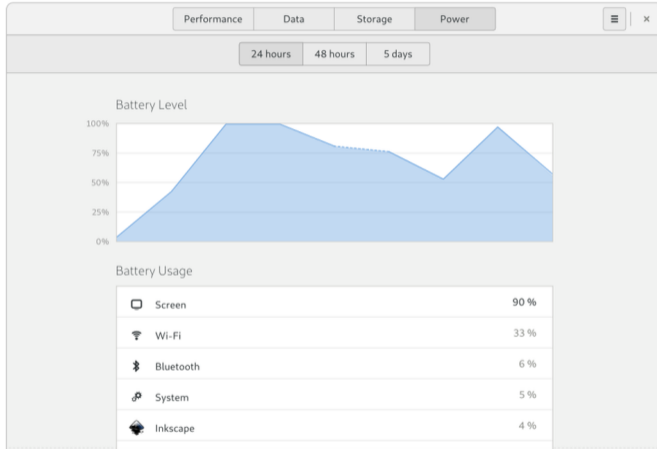 Performance Data Storage Power
24 hours 48 hours 5 days
Battery Level
100%
75%
50%
25%
0%
Battery Usage
Screen 90 %
Wi-Fi 33 %
Bluetooth 6 %
System 5 %
Inkscape 4 %